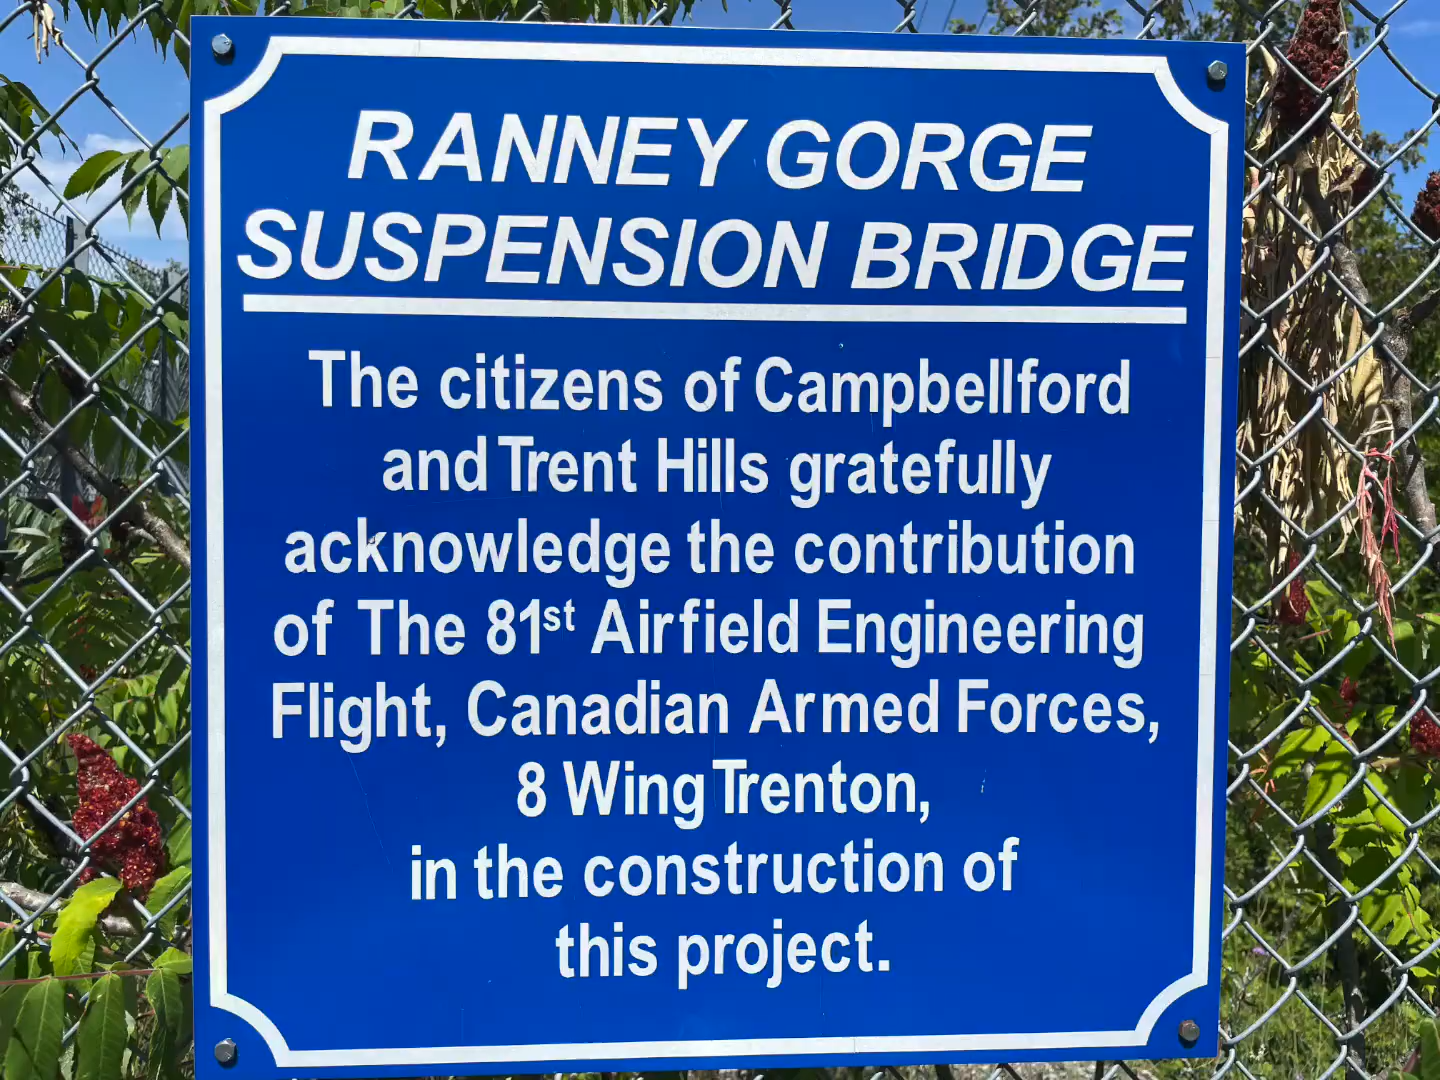 RANNEY GORGE
SUSPENSION BRIDGE
The citizens of Campbellford
and Trent Hills gratefully
acknowledge the contribution
of The 81st Airfield Engineering
Flight, Canadian Armed Forces,
8 Wing Trenton,
in the construction of
this project.